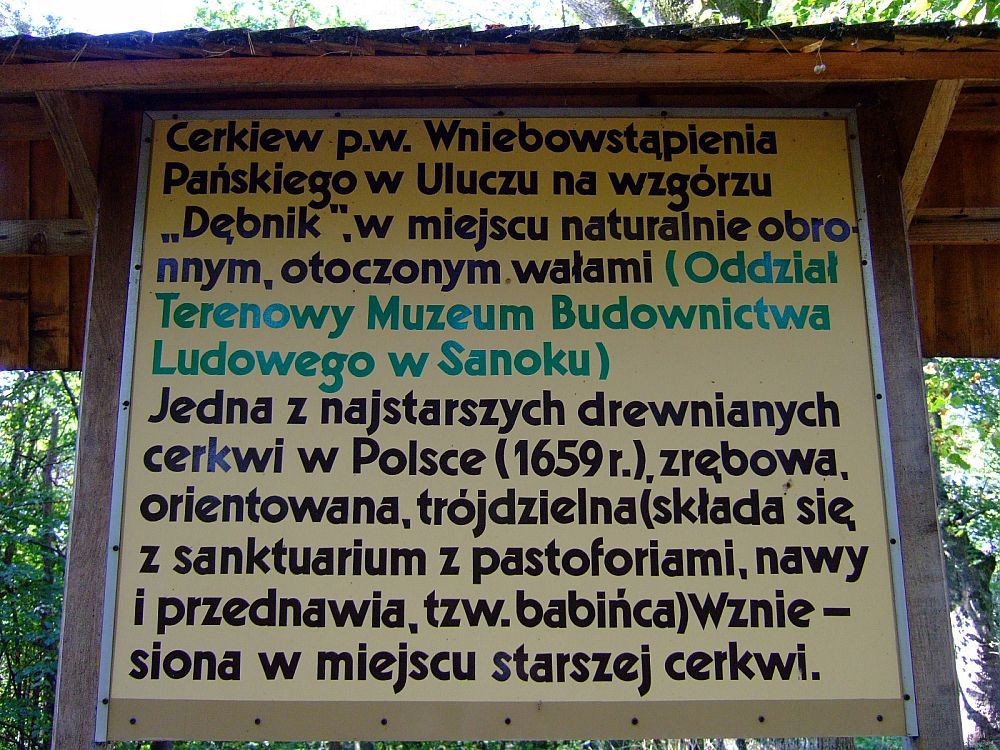 Cerkiew p.w. Wniebowstąpienia
Pańskiego w Uluczu na wzgórzu
„Dębnik", w miejscu naturalnie obro-
nnym, otoczonym wałami (Oddział
Terenowy Muzeum Budownictwa
Ludowego w Sanoku)
Jedna z najstarszych drewnianych
cerkwi w Polsce (1659 r.), zrębowa,
orientowana, trójdzielna(składa się
z sanktuarium z pastoforiami, nawy
i przednawia, tzw. babińca)Wznie –
siona w miejscu starszej cerkwi.